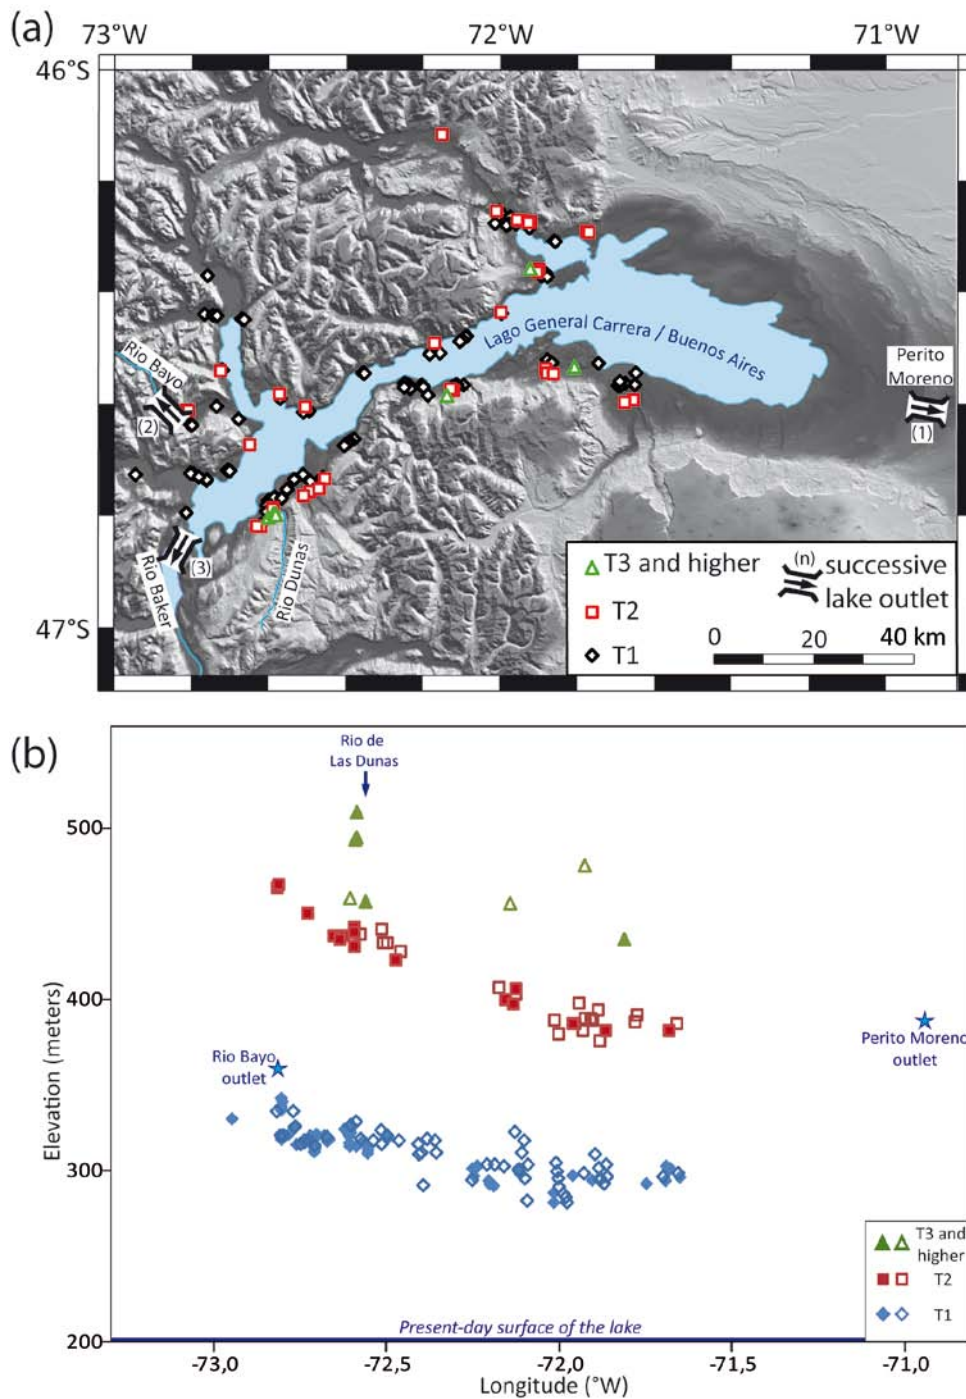 (a)
73°W
72°W
71°W
46°S
Lago General Carrera / Buenos Aires
Rio Bayo
(2)
Perito
Moreno
(1)
(3)
Rio Baker
Rio Dunas
47°S
T3 and higher
T2
T1
(n) successive
lake outlet
0 20 40 km
(b)
Rio de
Las Dunas
500
400
Rio Bayo
outlet
Perito Moreno
outlet
Elevation (meters)
300
T3 and
higher
T2
T1
Present-day surface of the lake
200
-73,0 -72,5 -72,0 -71,5 -71,0
Longitude (°W)